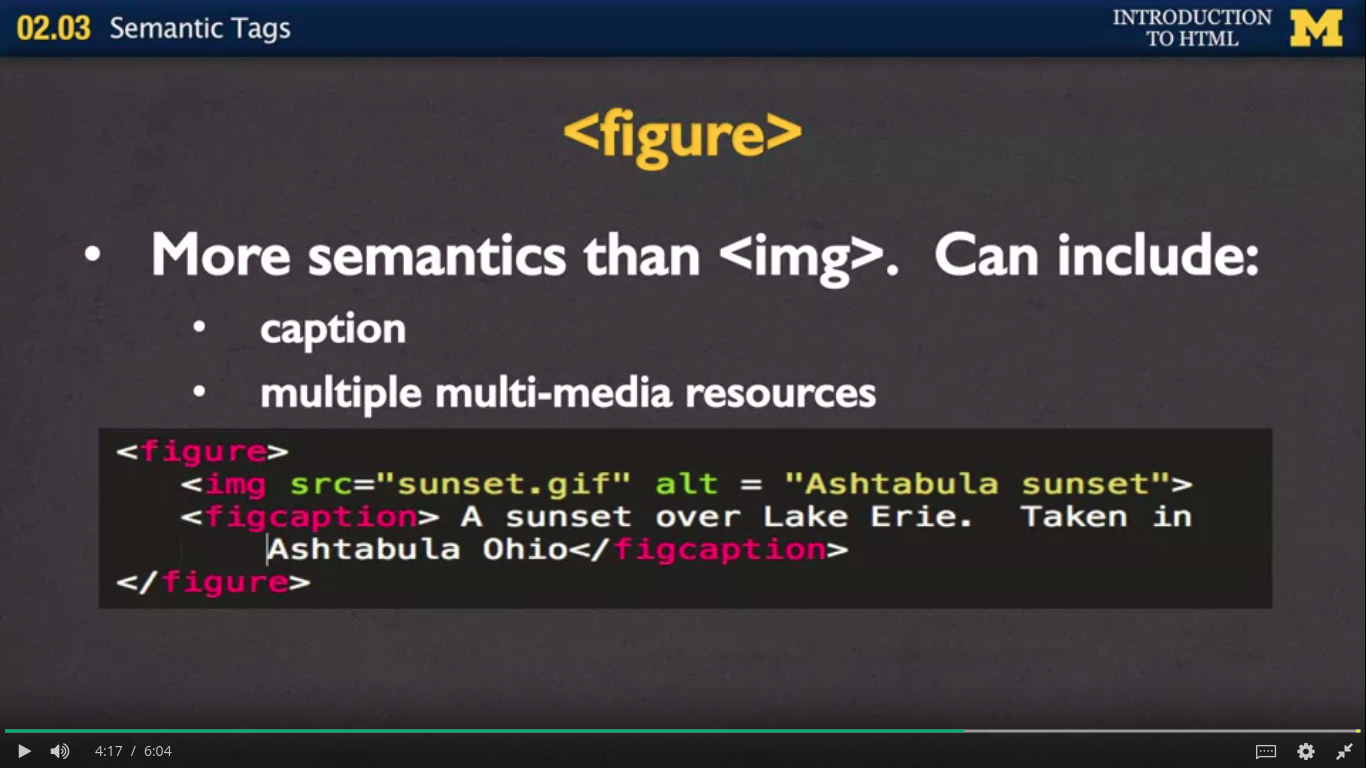 02.03 Semantic Tags
INTRODUCTION
TO HTML
M
<figure>
• More semantics than <img>.  Can include:
• caption
• multiple multi-media resources
<figure>
<img src="sunset.gif" alt = "Ashtabula sunset">
<figcaption> A sunset over Lake Erie.  Taken in
Ashtabula Ohio</figcaption>
</figure>
4:17 / 6:04